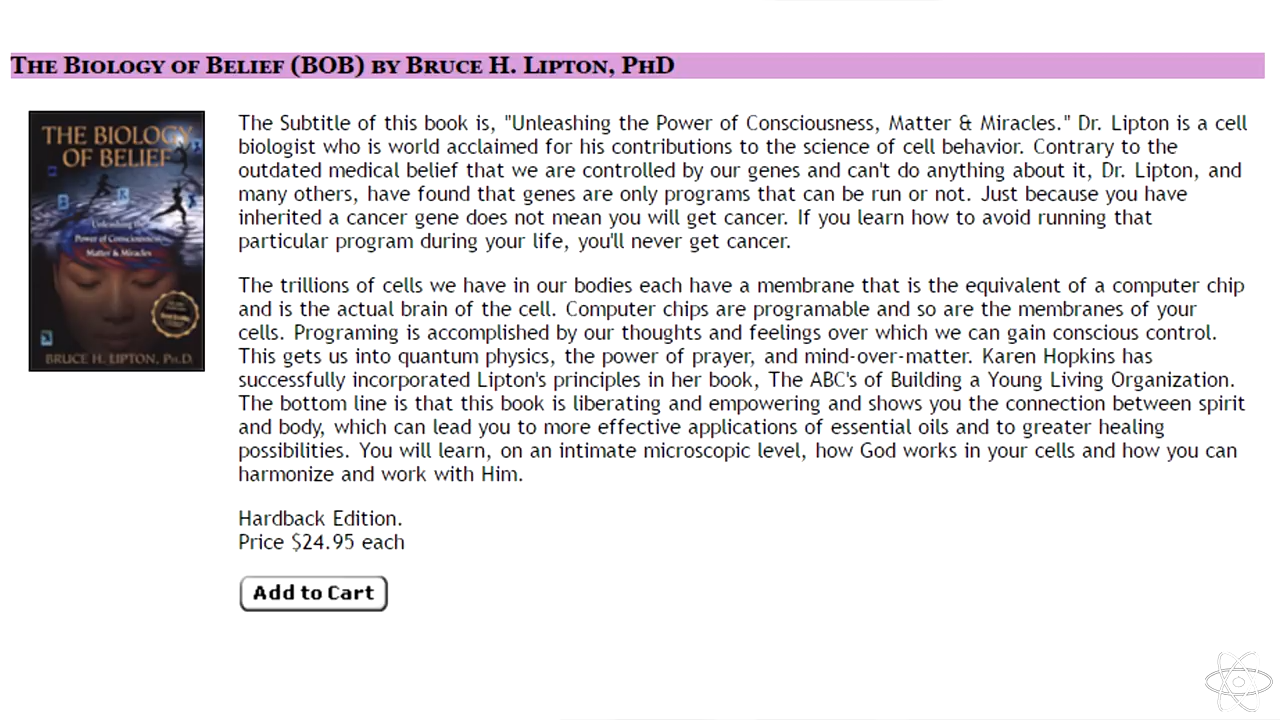 THE BIOLOGY OF BELIEF (BOB) BY BRUCE H. LIPTON, PHD
THE BIOLOGY
OF BELIEF
Unleashing the
Power of Consciousness,
Matter & Miracles
BRUCE H. LIPTON, PH.D.
The Subtitle of this book is, "Unleashing the Power of Consciousness, Matter & Miracles." Dr. Lipton is a cell
biologist who is world acclaimed for his contributions to the science of cell behavior. Contrary to the
outdated medical belief that we are controlled by our genes and can't do anything about it, Dr. Lipton, and
many others, have found that genes are only programs that can be run or not. Just because you have
inherited a cancer gene does not mean you will get cancer. If you learn how to avoid running that
particular program during your life, you'll never get cancer.
The trillions of cells we have in our bodies each have a membrane that is the equivalent of a computer chip
and is the actual brain of the cell. Computer chips are programable and so are the membranes of your
cells. Programing is accomplished by our thoughts and feelings over which we can gain conscious control.
This gets us into quantum physics, the power of prayer, and mind-over-matter. Karen Hopkins has
successfully incorporated Lipton's principles in her book, The ABC's of Building a Young Living Organization.
The bottom line is that this book is liberating and empowering and shows you the connection between spirit
and body, which can lead you to more effective applications of essential oils and to greater healing
possibilities. You will learn, on an intimate microscopic level, how God works in your cells and how you can
harmonize and work with Him.
Hardback Edition.
Price $24.95 each
Add to Cart